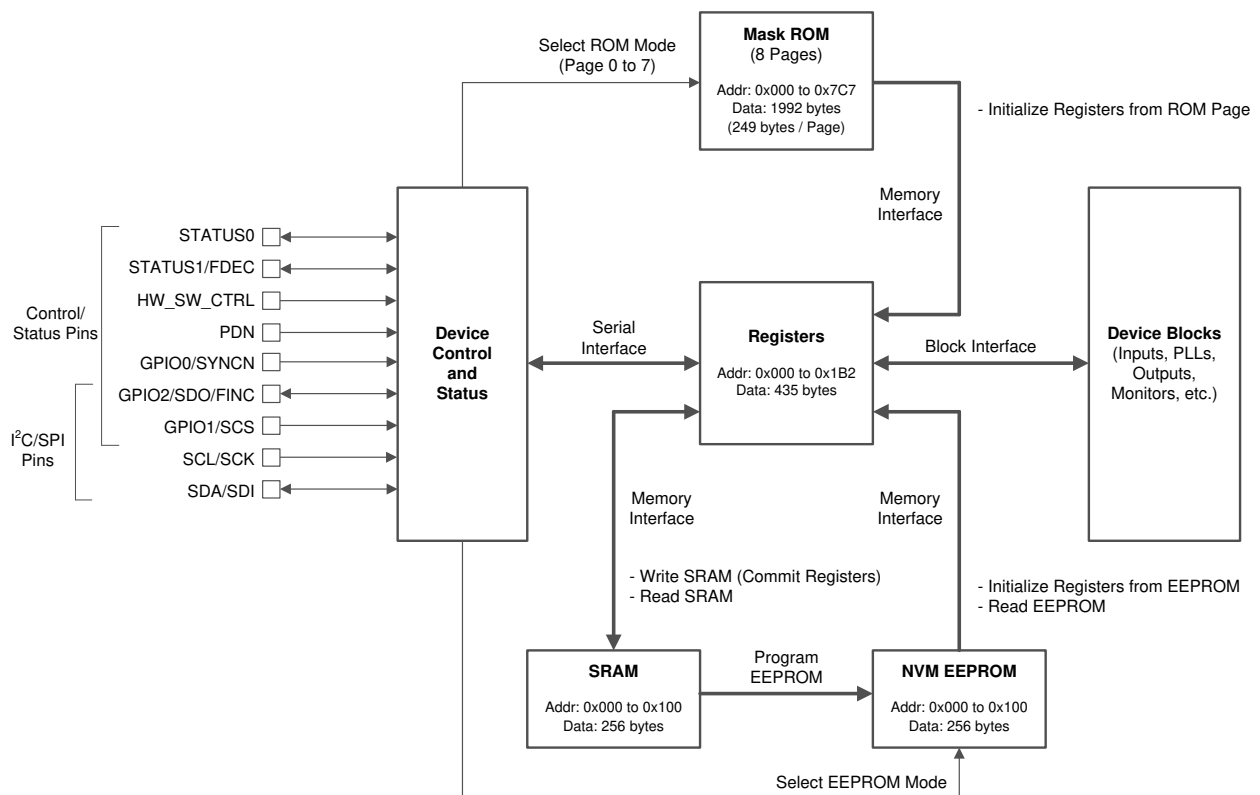 Mask ROM
(8 Pages)
Addr: 0x000 to 0x7C7
Data: 1992 bytes
(249 bytes / Page)
Select ROM Mode
(Page 0 to 7)
- Initialize Registers from ROM Page
Memory
Interface
Control/
Status Pins
I²C/SPI
Pins
STATUS0
STATUS1/FDEC
HW_SW_CTRL
PDN
GPIO0/SYNCN
GPIO2/SDO/FINC
GPIO1/SCS
SCL/SCK
SDA/SDI
Device
Control
and
Status
Serial
Interface
Registers
Addr: 0x000 to 0x1B2
Data: 435 bytes
Block Interface
Device Blocks
(Inputs, PLLs,
Outputs,
Monitors, etc.)
Memory
Interface
- Write SRAM (Commit Registers)
- Read SRAM
Memory
Interface
- Initialize Registers from EEPROM
- Read EEPROM
SRAM
Addr: 0x000 to 0x100
Data: 256 bytes
Program
EEPROM
NVM EEPROM
Addr: 0x000 to 0x100
Data: 256 bytes
Select EEPROM Mode